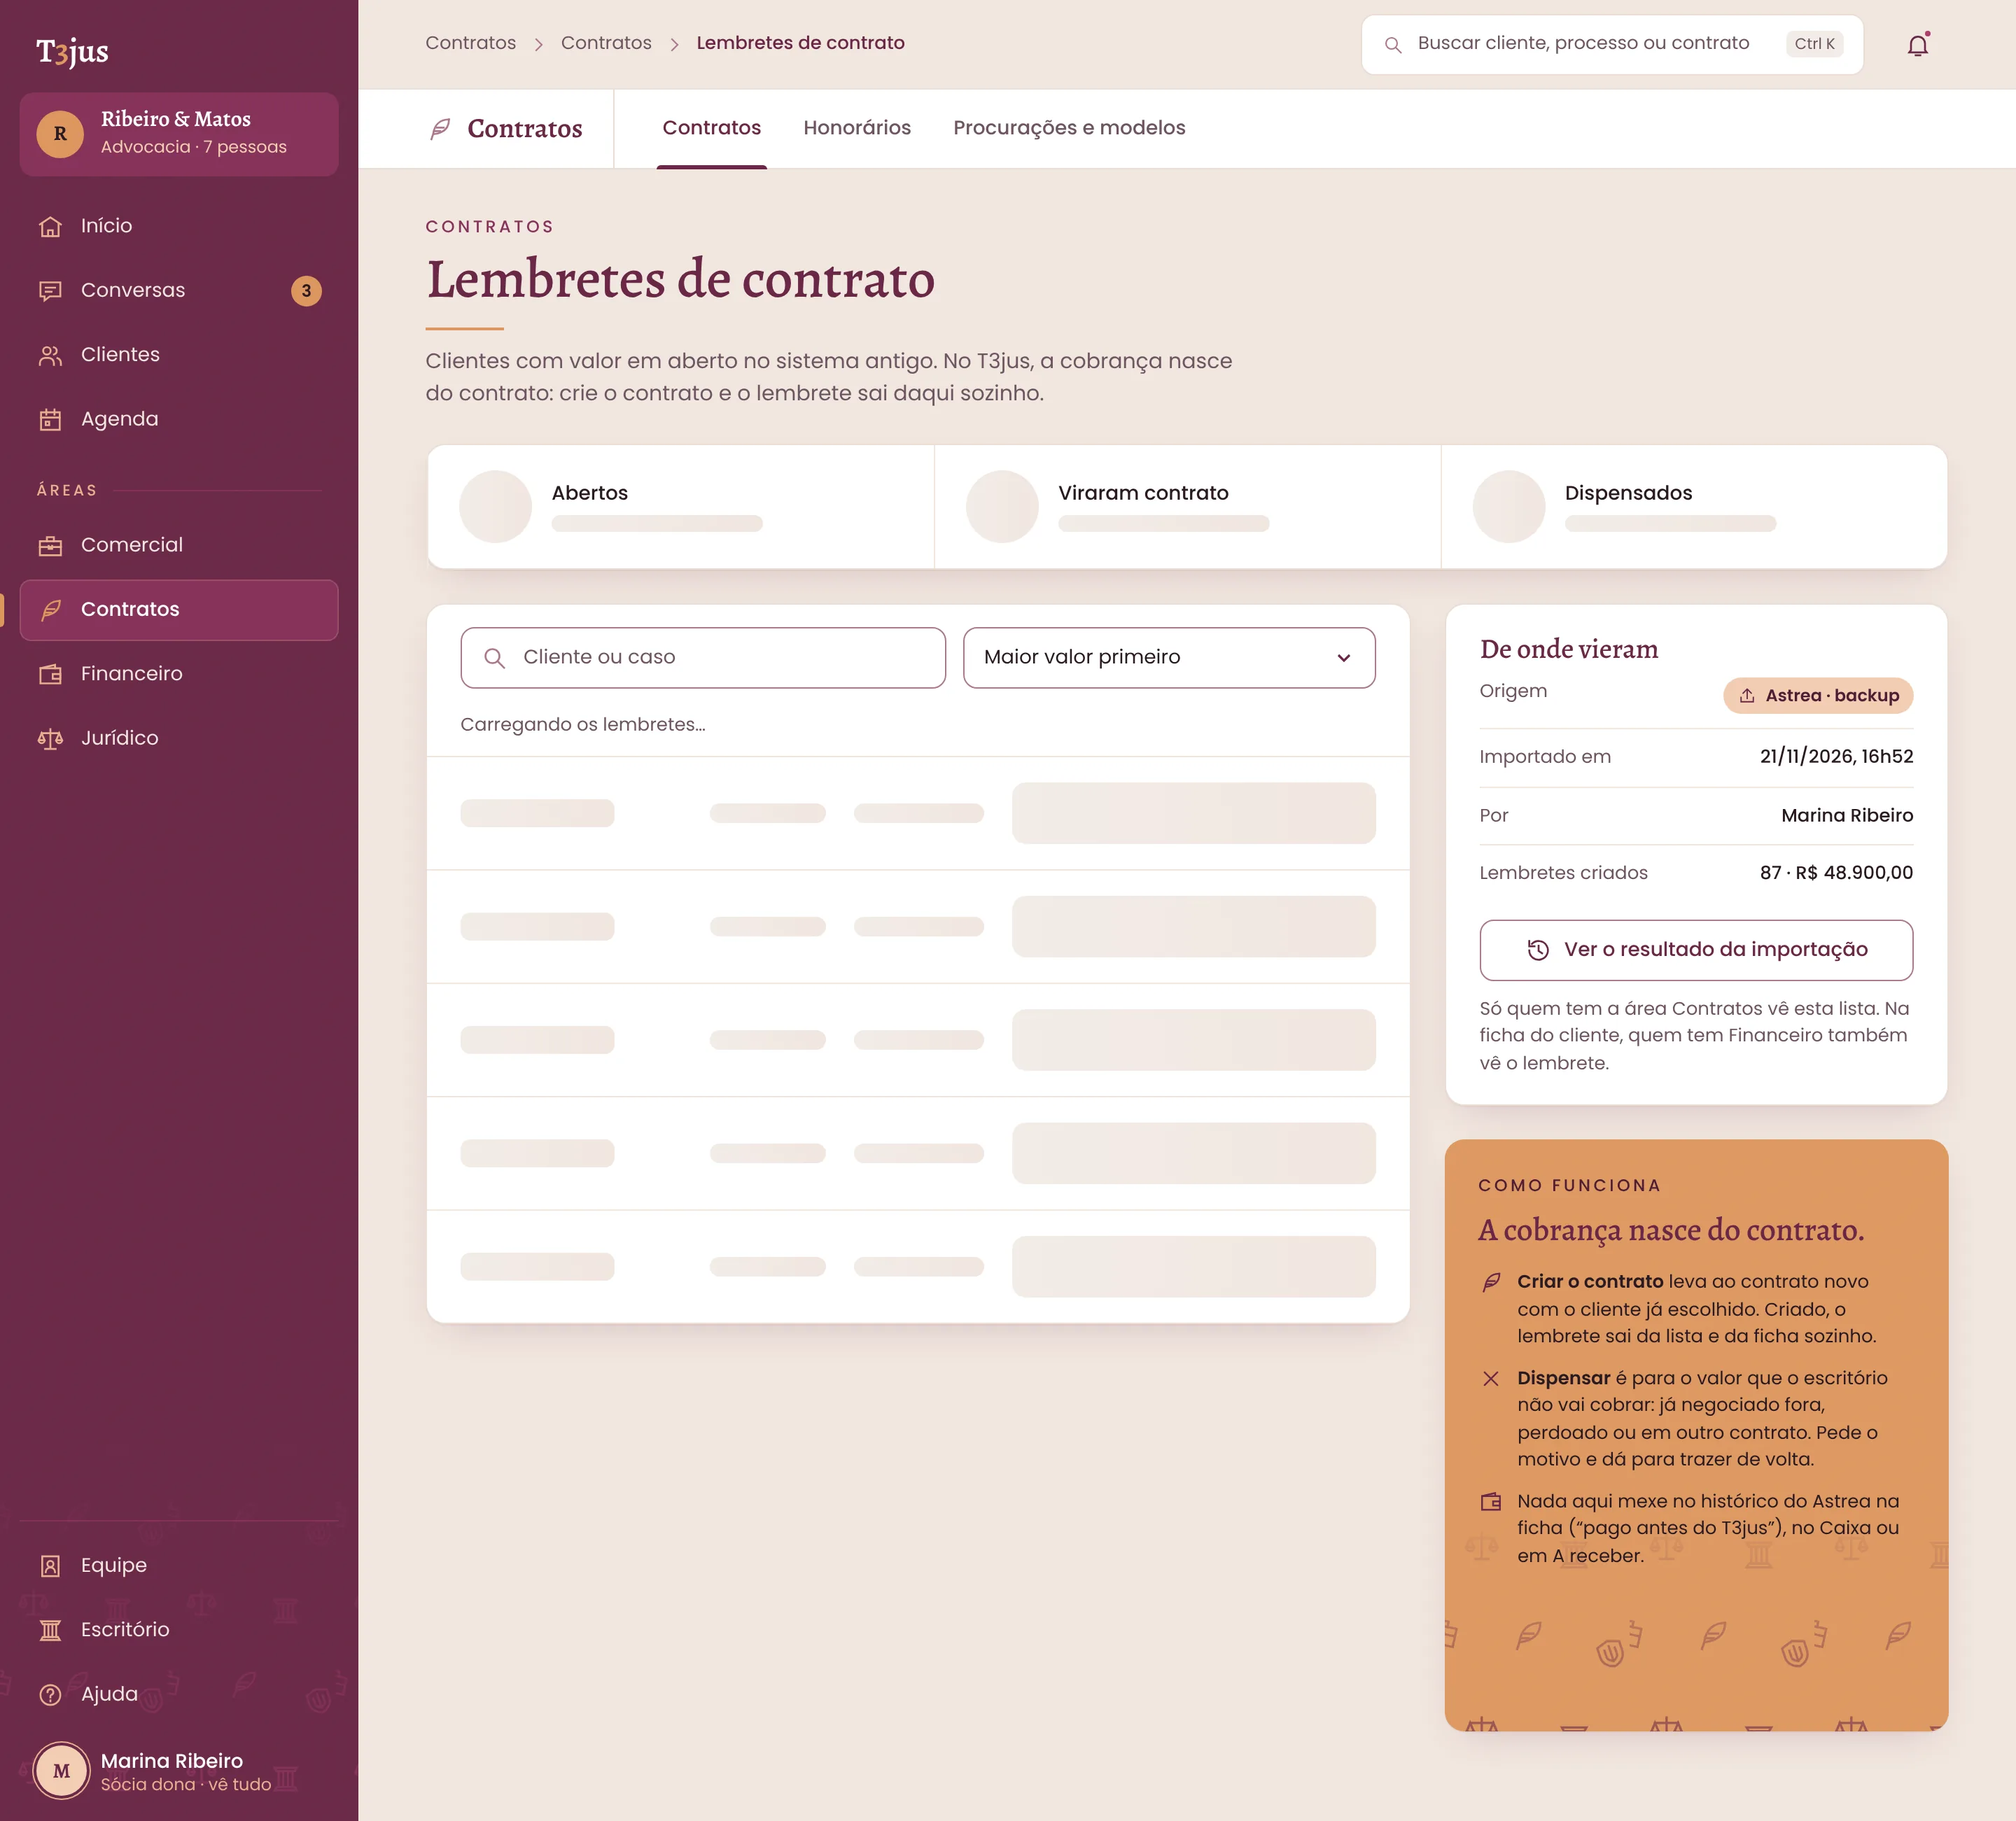 T3jus
R
Ribeiro & Matos
Advocacia · 7 pessoas
Início
Conversas
3
Clientes
Agenda
ÁREAS
Comercial
Contratos
Financeiro
Jurídico
Equipe
Escritório
Ajuda
M
Marina Ribeiro
Sócia dona · vê tudo
Contratos
Contratos
Lembretes de contrato
Buscar cliente, processo ou contrato
Ctrl K
Contratos
Contratos
Honorários
Procurações e modelos
CONTRATOS
Lembretes de contrato
Clientes com valor em aberto no sistema antigo. No T3jus, a cobrança nasce
do contrato: crie o contrato e o lembrete sai daqui sozinho.
Abertos
Viraram contrato
Dispensados
Cliente ou caso
Maior valor primeiro
Carregando os lembretes...
De onde vieram
Origem
Astrea · backup
Importado em
21/11/2026, 16h52
Por
Marina Ribeiro
Lembretes criados
87 · R$ 48.900,00
Ver o resultado da importação
Só quem tem a área Contratos vê esta lista. Na
ficha do cliente, quem tem Financeiro também
vê o lembrete.
COMO FUNCIONA
A cobrança nasce do contrato.
Criar o contrato leva ao contrato novo
com o cliente já escolhido. Criado, o
lembrete sai da lista e da ficha sozinho.
Dispensar é para o valor que o escritório
não vai cobrar: já negociado fora,
perdoado ou em outro contrato. Pede o
motivo e dá para trazer de volta.
Nada aqui mexe no histórico do Astrea na
ficha (“pago antes do T3jus”), no Caixa ou
em A receber.